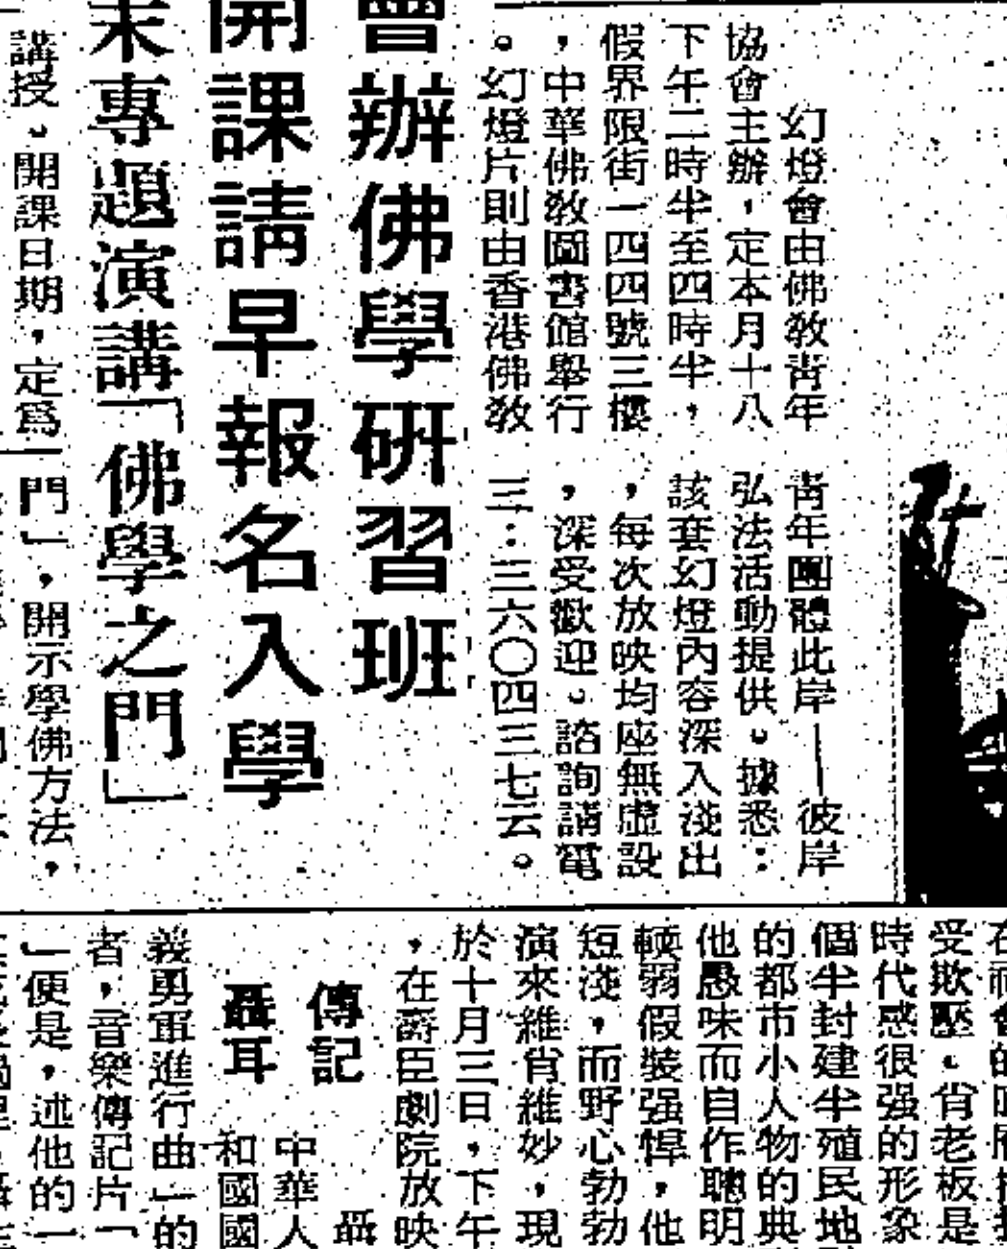 幻燈會由佛教青年
協會主辦，定本月十八
下午二時半至四時半，
假界限街一四四號三樓
，中華佛教圖書館舉行
。幻燈片則由香港佛教
青年團體此岸——彼岸
弘法活動提供。據悉：
該套幻燈內容深入淺出
，每次放映均座無虛設
，深受歡迎。諮詢請電
三：三六〇四三七云。
會辦佛學研習班
開課請早報名入學
末專題演講「佛學之門」
講授。開課日期，定爲
門」，開示學佛方法，
受欺壓。肖老板是
時代感很强的形象
個半封建半殖民地
的都市小人物的典
他愚味而自作聰明
輭弱假裝强悍，他
短淺，而野心勃勃
演來維肖維妙，現
於十月三日，下午
，在爵臣劇院放映
傳記
聶耳
聶
中華人
和國國
義勇軍進行曲」的
者，音樂傳記片「
」便是，述他的一